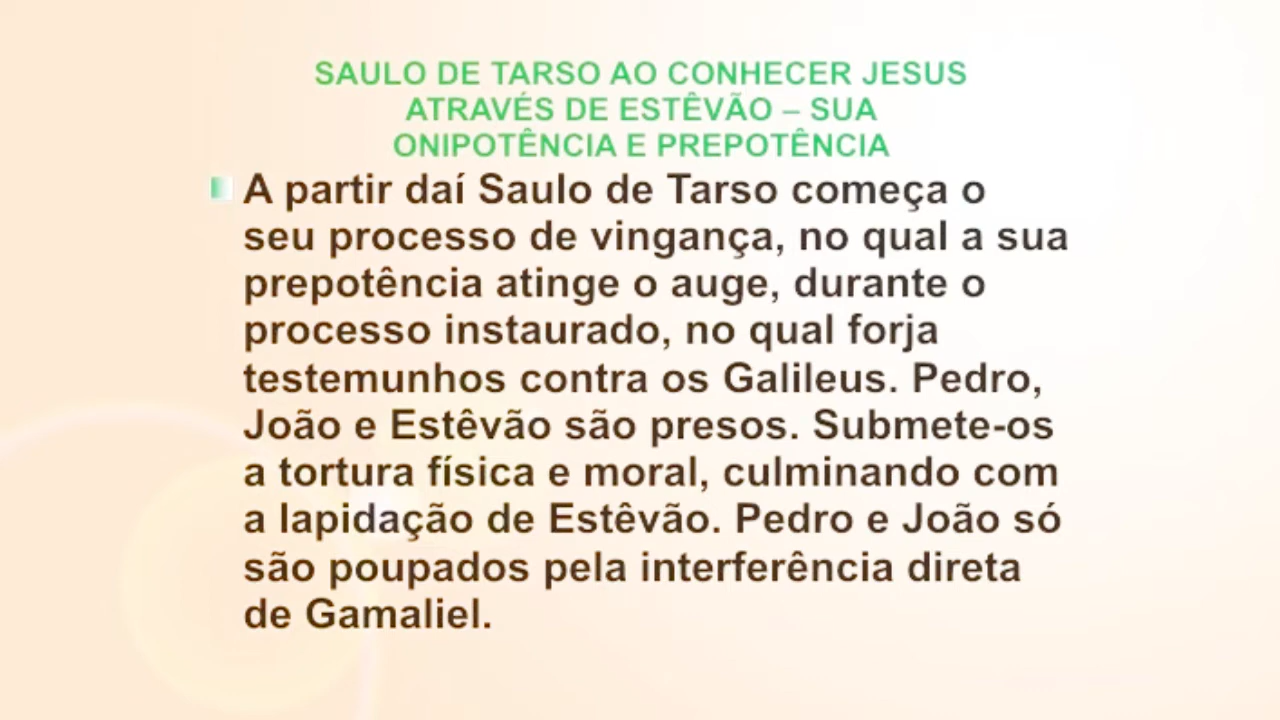 SAULO DE TARSO AO CONHECER JESUS
ATRAVÉS DE ESTÊVÃO – SUA
ONIPOTÊNCIA E PREPOTÊNCIA
A partir daí Saulo de Tarso começa o
seu processo de vingança, no qual a sua
prepotência atinge o auge, durante o
processo instaurado, no qual forja
testemunhos contra os Galileus. Pedro,
João e Estêvão são presos. Submete-os
a tortura física e moral, culminando com
a lapidação de Estêvão. Pedro e João só
são poupados pela interferência direta
de Gamaliel.